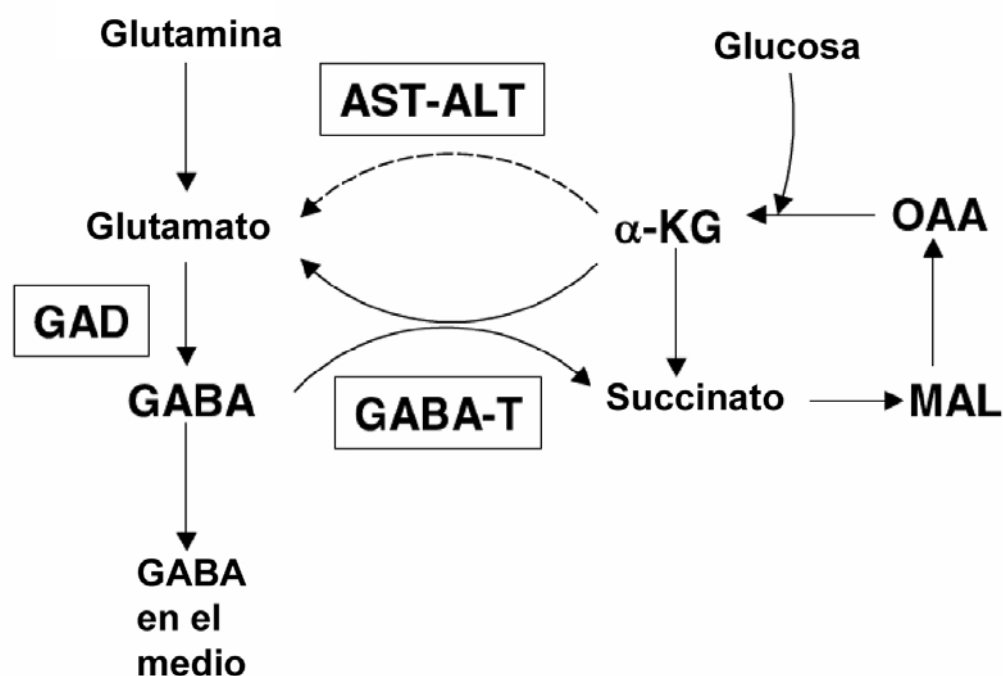 Glutamina
Glucosa
AST-ALT
Glutamato
α-KG
OAA
GAD
GABA
GABA-T
Succinato
MAL
GABA
en el
medio